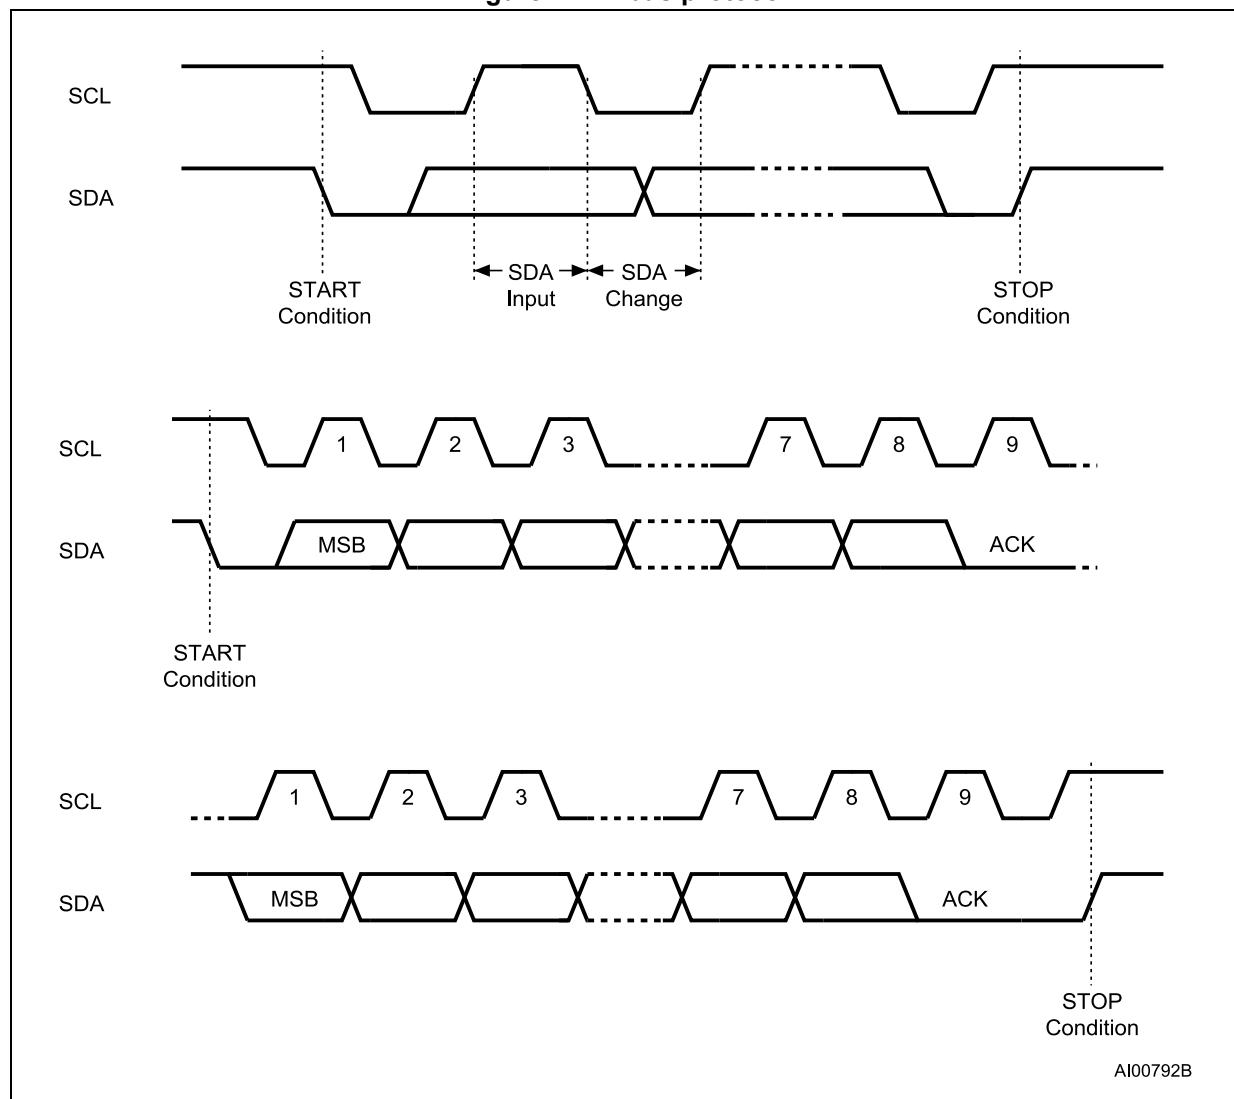 SCL
SDA
SDA
Input
SDA
Change
START
Condition
STOP
Condition
SCL
1 2 3 7 8 9
SDA
MSB ACK
START
Condition
SCL
1 2 3 7 8 9
SDA
MSB ACK
STOP
Condition
AI00792B